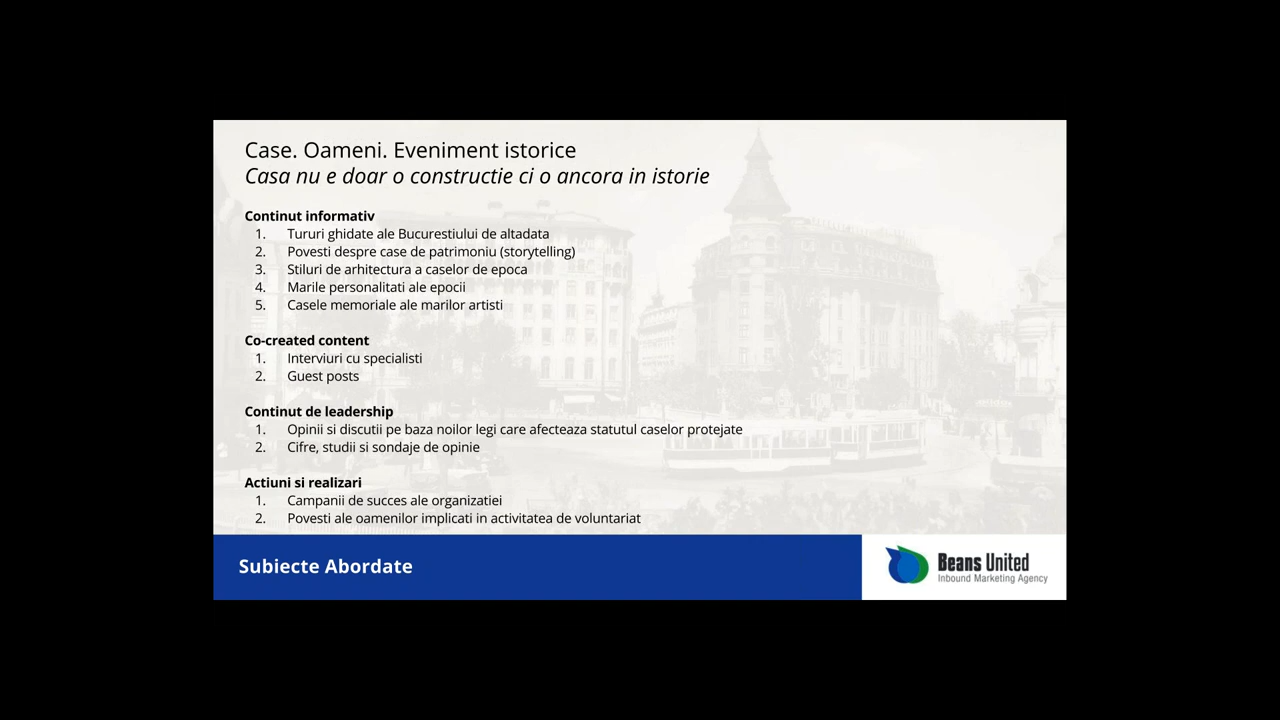 Case. Oameni. Eveniment istorice
Casa nu e doar o constructie ci o ancora in istorie
Continut informativ
1. Tururi ghidate ale Bucurestiului de altadata
2. Povesti despre case de patrimoniu (storytelling)
3. Stiluri de arhitectura a caselor de epoca
4. Marile personalitati ale epocii
5. Casele memoriale ale marilor artisti
Co-created content
1. Interviuri cu specialisti
2. Guest posts
Continut de leadership
1. Opinii si discutii pe baza noilor legi care afecteaza statutul caselor protejate
2. Cifre, studii si sondaje de opinie
Actiuni si realizari
1. Campanii de succes ale organizatiei
2. Povesti ale oamenilor implicati in activitatea de voluntariat
Subiecte Abordate
Beans United
Inbound Marketing Agency